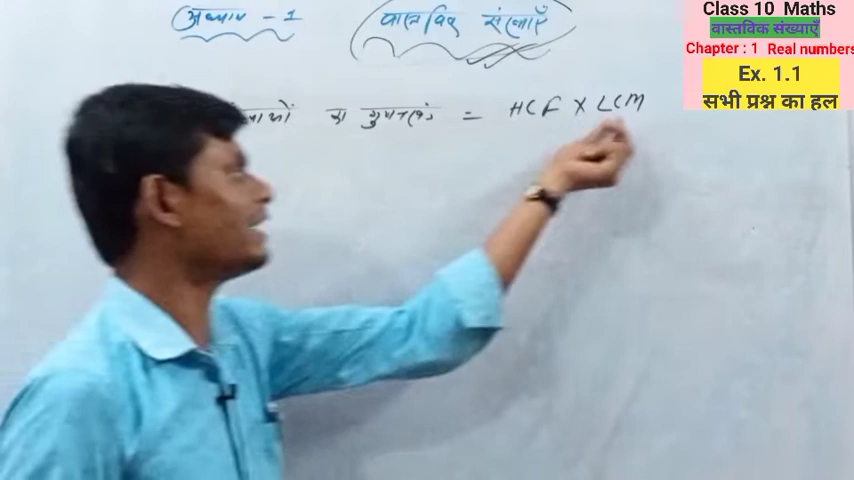 अध्याय - 1
वास्तविक संख्याएँ
का गुणनफल = HCF X LCM
Class 10 Maths
वास्तविक संख्याएँ
Chapter : 1 Real numbers
Ex. 1.1
सभी प्रश्न का हल